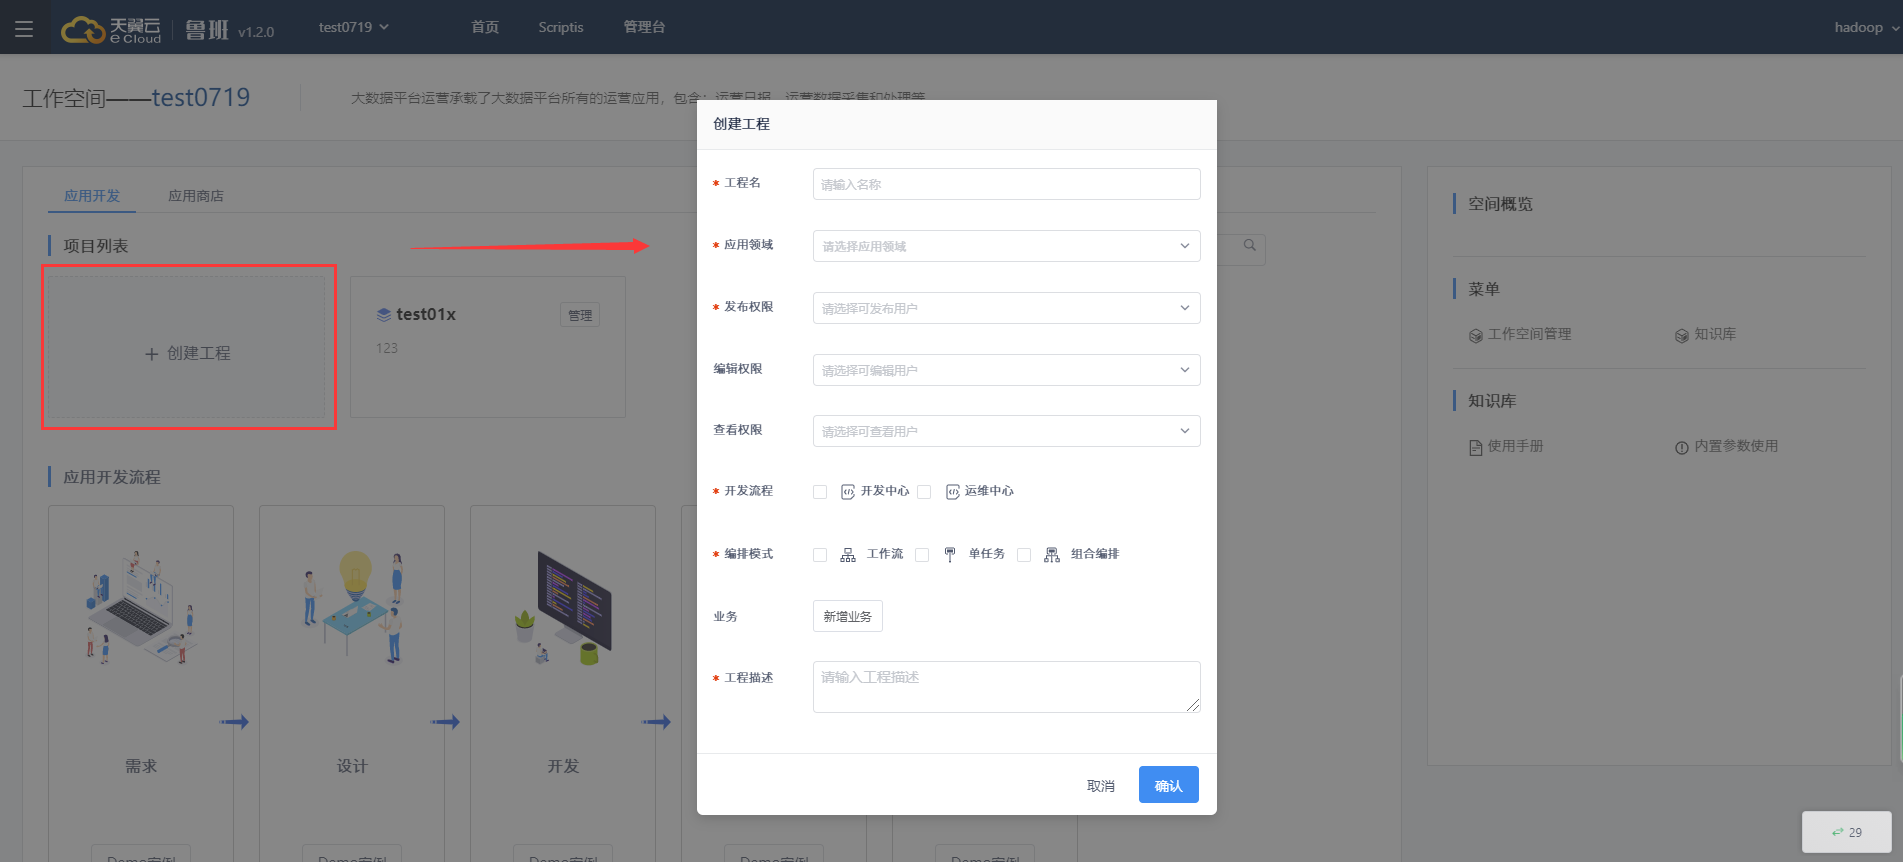 天翼云
e Cloud
鲁班 v1.2.0
test0719
首页
Scriptis
管理台
hadoop
工作空间——test0719
大数据平台运营承载了大数据平台所有的运营应用，包含：运营日报、运营数据采集和处理等
应用开发
应用商店
项目列表
+ 创建工程
test01x
管理
123
应用开发流程
需求
设计
开发
Demo案例
Demo案例
Demo案例
Demo案例
Demo案例
创建工程
* 工程名
请输入名称
* 应用领域
请选择应用领域
* 发布权限
请选择可发布用户
编辑权限
请选择可编辑用户
查看权限
请选择可查看用户
* 开发流程
开发中心
运维中心
* 编排模式
工作流
单任务
组合编排
业务
新增业务
* 工程描述
请输入工程描述
取消
确认
空间概览
菜单
工作空间管理
知识库
知识库
使用手册
内置参数使用
29